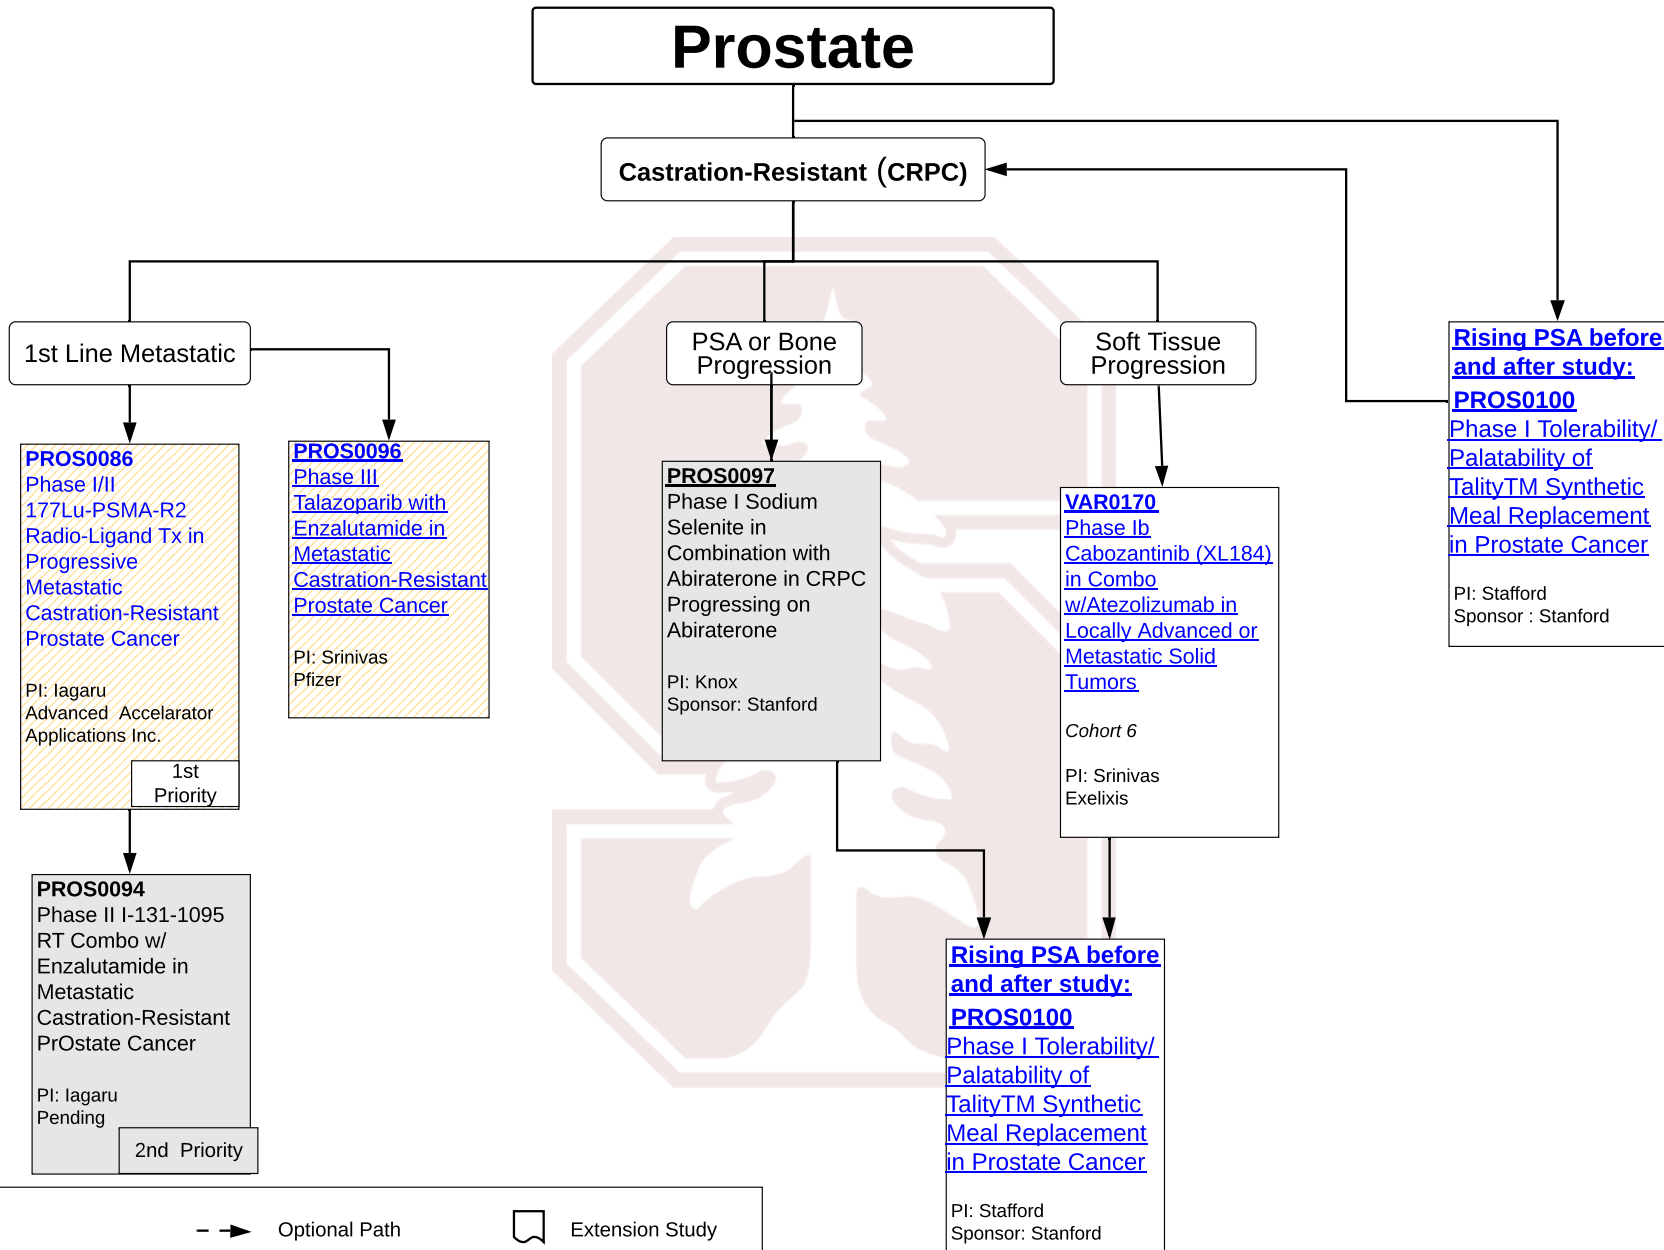 Prostate
Castration-Resistant (CRPC)
1st Line Metastatic
PSA or Bone
Progression
Soft Tissue
Progression
Rising PSA before
and after study:
PROS0100
Phase I Tolerability/
Palatability of
TalityTM Synthetic
Meal Replacement
in Prostate Cancer
PI: Stafford
Sponsor : Stanford
PROS0086
Phase I/II
177Lu-PSMA-R2
Radio-Ligand Tx in
Progressive
Metastatic
Castration-Resistant
Prostate Cancer
PI: Iagaru
Advanced  Accelarator
Applications Inc.
1st
Priority
PROS0096
Phase III
Talazoparib with
Enzalutamide in
Metastatic
Castration-Resistant
Prostate Cancer
PI: Srinivas
Pfizer
PROS0097
Phase I Sodium
Selenite in
Combination with
Abiraterone in CRPC
Progressing on
Abiraterone
PI: Knox
Sponsor: Stanford
VAR0170
Phase Ib
Cabozantinib (XL184)
in Combo
w/Atezolizumab in
Locally Advanced or
Metastatic Solid
Tumors
Cohort 6
PI: Srinivas
Exelixis
PROS0094
Phase II I-131-1095
RT Combo w/
Enzalutamide in
Metastatic
Castration-Resistant
PrOstate Cancer
PI: Iagaru
Pending
2nd  Priority
Rising PSA before
and after study:
PROS0100
Phase I Tolerability/
Palatability of
TalityTM Synthetic
Meal Replacement
in Prostate Cancer
PI: Stafford
Sponsor: Stanford
Optional Path
Extension Study